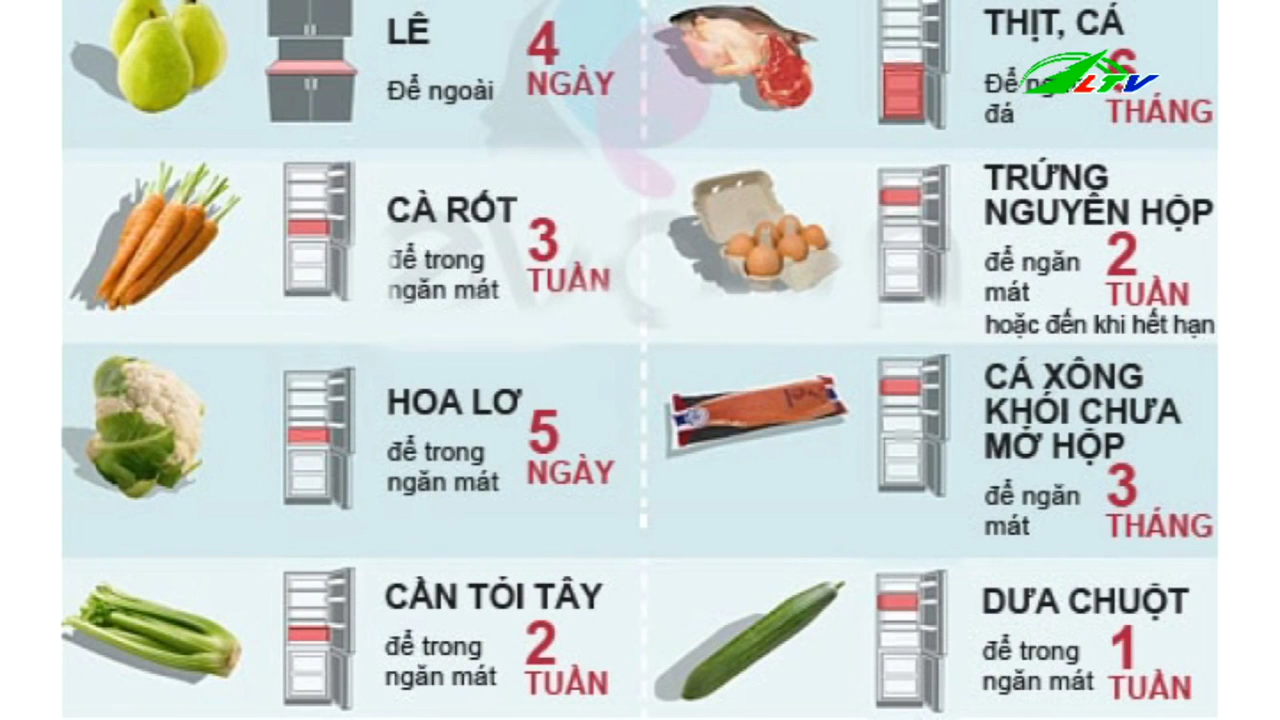 LÊ
Để ngoài
4
NGÀY
THỊT, CÁ
Để
đá
6
THÁNG
LTV
CÀ RỐT
để trong
ngăn mát
3
TUẦN
TRỨNG
NGUYÊN HỘP
để ngăn
mát
2
TUẦN
hoặc đến khi hết hạn
HOA LƠ
để trong
ngăn mát
5
NGÀY
CÁ XÔNG
KHÓI CHƯA
MỞ HỘP
để ngăn
mát
3
THÁNG
CẦN TỎI TÂY
để trong
ngăn mát
2
TUẦN
DƯA CHUỘT
để trong
ngăn mát
1
TUẦN